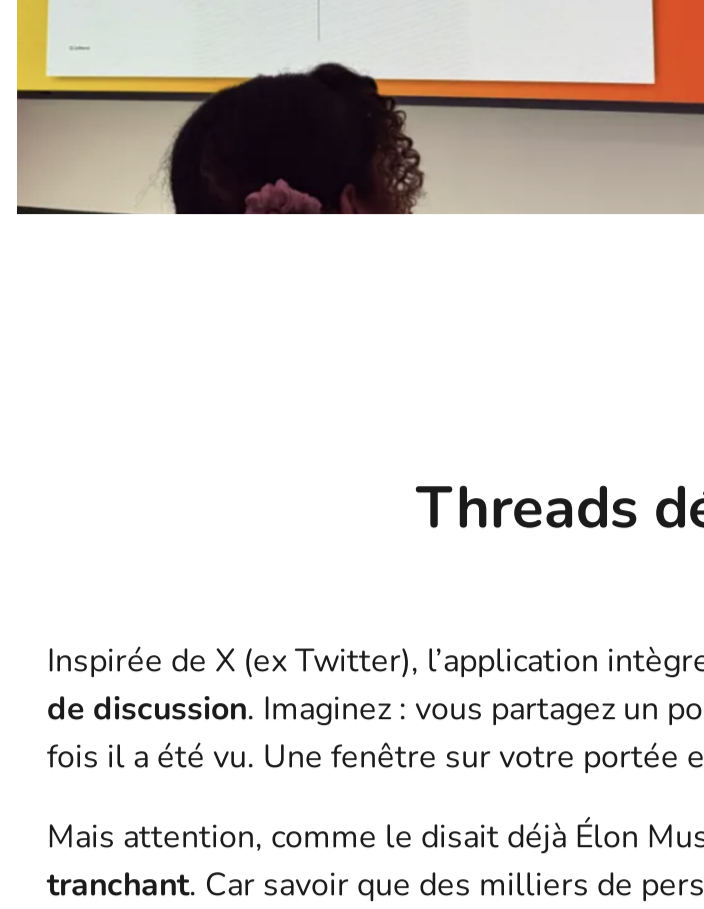 Threads dé
Inspirée de X (ex Twitter), l’application intègre
de discussion. Imaginez : vous partagez un po
fois il a été vu. Une fenêtre sur votre portée e
Mais attention, comme le disait déjà Élon Mus
tranchant. Car savoir que des milliers de pers